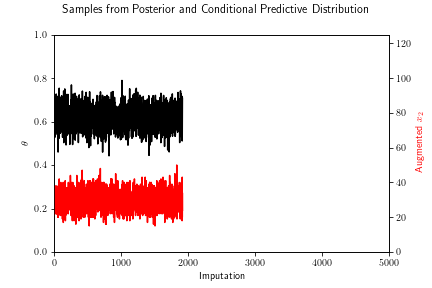 Samples from Posterior and Conditional Predictive Distribution
1.0
0.8
0.6
0.4
0.2
0.0
θ
120
100
80
60
40
20
0
Augmented x₂
0 1000 2000 3000 4000 5000
Imputation